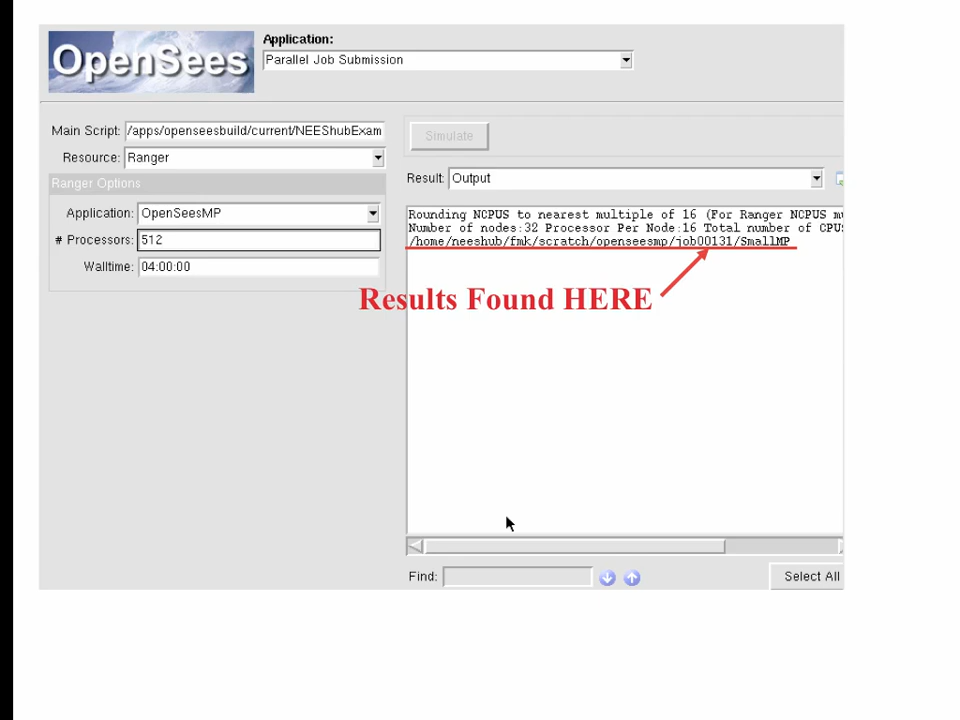 OpenSees
Application:
Parallel Job Submission
Main Script: /apps/openseesbuild/current/NEEShubExam
Resource: Ranger
Ranger Options
Application: OpenSeesMP
# Processors: 512
Walltime: 04:00:00
Simulate
Result: Output
Rounding NCPUS to nearest multiple of 16 (For Ranger NCPUS
Number of nodes:32 Processor Per Node:16 Total number of CPUS
/home/neeshub/fmk/scratch/openseesmp/job00131/SmallMP
Results Found HERE
Find:
Select All